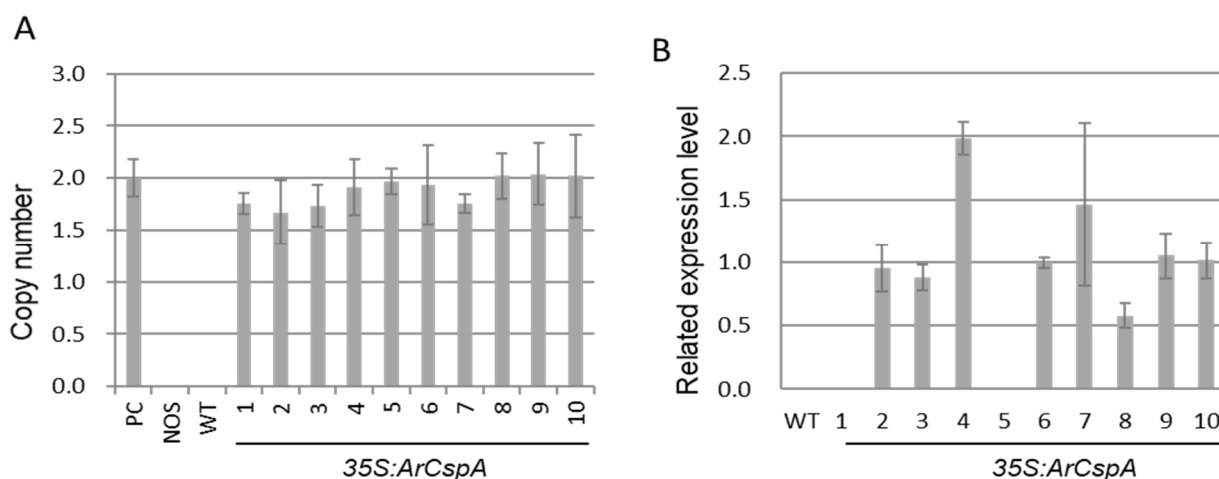 A
Copy number
3.0
2.5
2.0
1.5
1.0
0.5
0.0
PC NOS WT 1 2 3 4 5 6 7 8 9 10
35S:ArCspA
B
Related expression level
2.5
2.0
1.5
1.0
0.5
0.0
WT 1 2 3 4 5 6 7 8 9 10
35S:ArCspA